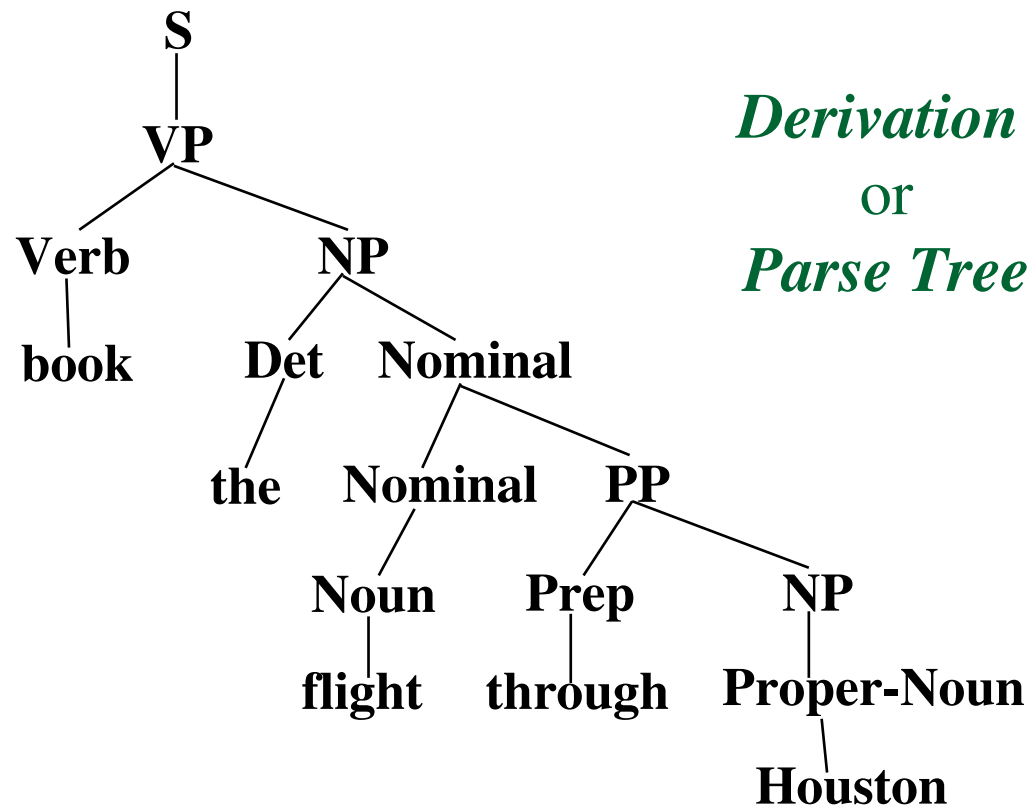 S
Derivation
or
Parse Tree
VP
Verb NP
book Det Nominal
the Nominal PP
Noun Prep NP
flight through Proper-Noun
Houston